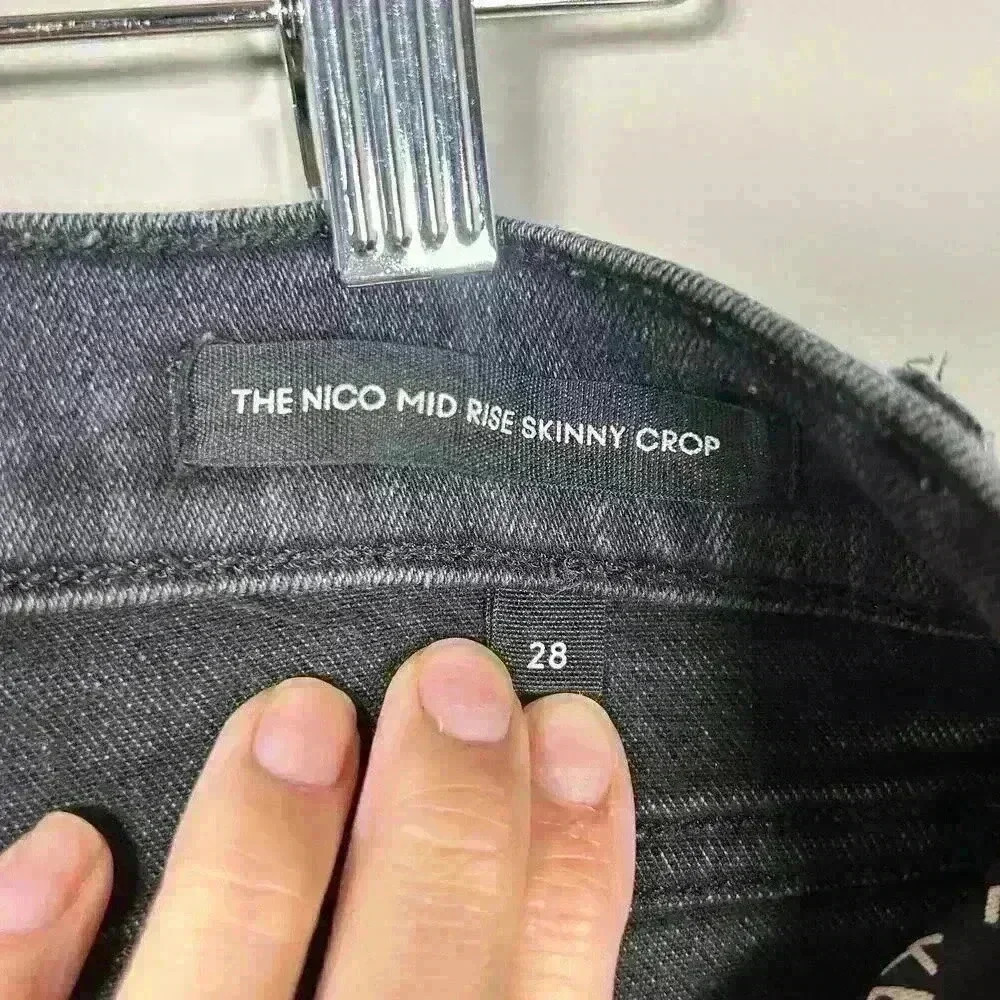 THE NICO MID RISE SKINNY CROP
28